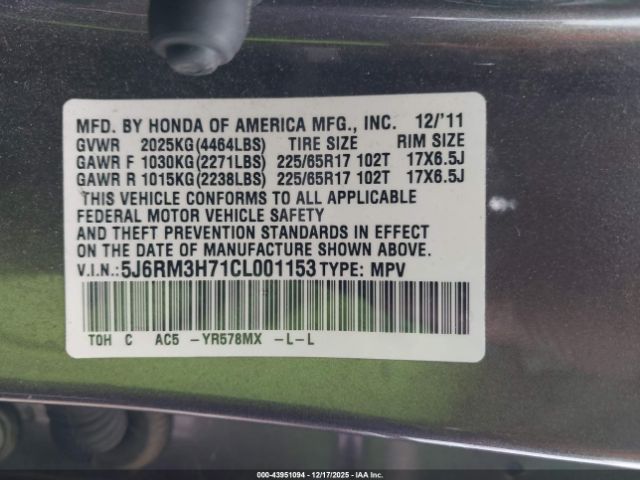 MFD. BY HONDA OF AMERICA MFG., INC. 12/'11
GVWR 2025KG(4464LBS) TIRE SIZE RIM SIZE
GAWR F 1030KG(2271LBS) 225/65R17 102T 17X6.5J
GAWR R 1015KG(2238LBS) 225/65R17 102T 17X6.5J
THIS VEHICLE CONFORMS TO ALL APPLICABLE
FEDERAL MOTOR VEHICLE SAFETY
AND THEFT PREVENTION STANDARDS IN EFFECT
ON THE DATE OF MANUFACTURE SHOWN ABOVE.
V.I.N.:5J6RM3H71CL001153 TYPE: MPV
TOH C AC5 -YR578MX -L-L
000-43951094 - 12/17/2025 - IAAI.CA